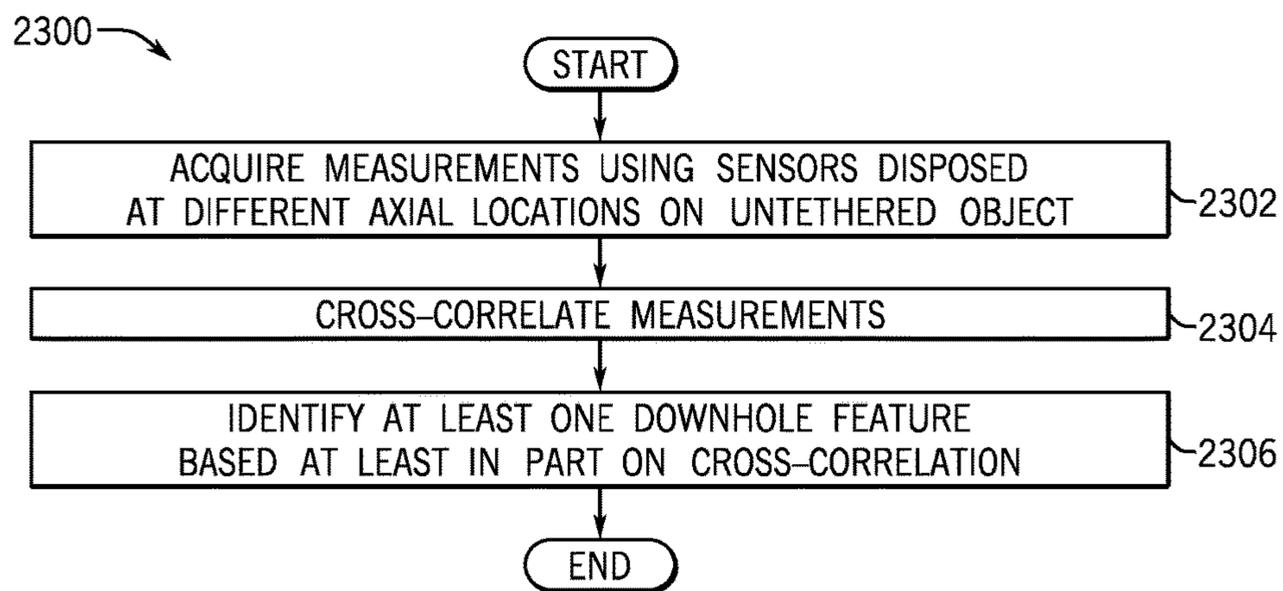 2300
START
ACQUIRE MEASUREMENTS USING SENSORS DISPOSED
AT DIFFERENT AXIAL LOCATIONS ON UNTETHERED OBJECT
2302
CROSS–CORRELATE MEASUREMENTS
2304
IDENTIFY AT LEAST ONE DOWNHOLE FEATURE
BASED AT LEAST IN PART ON CROSS–CORRELATION
2306
END